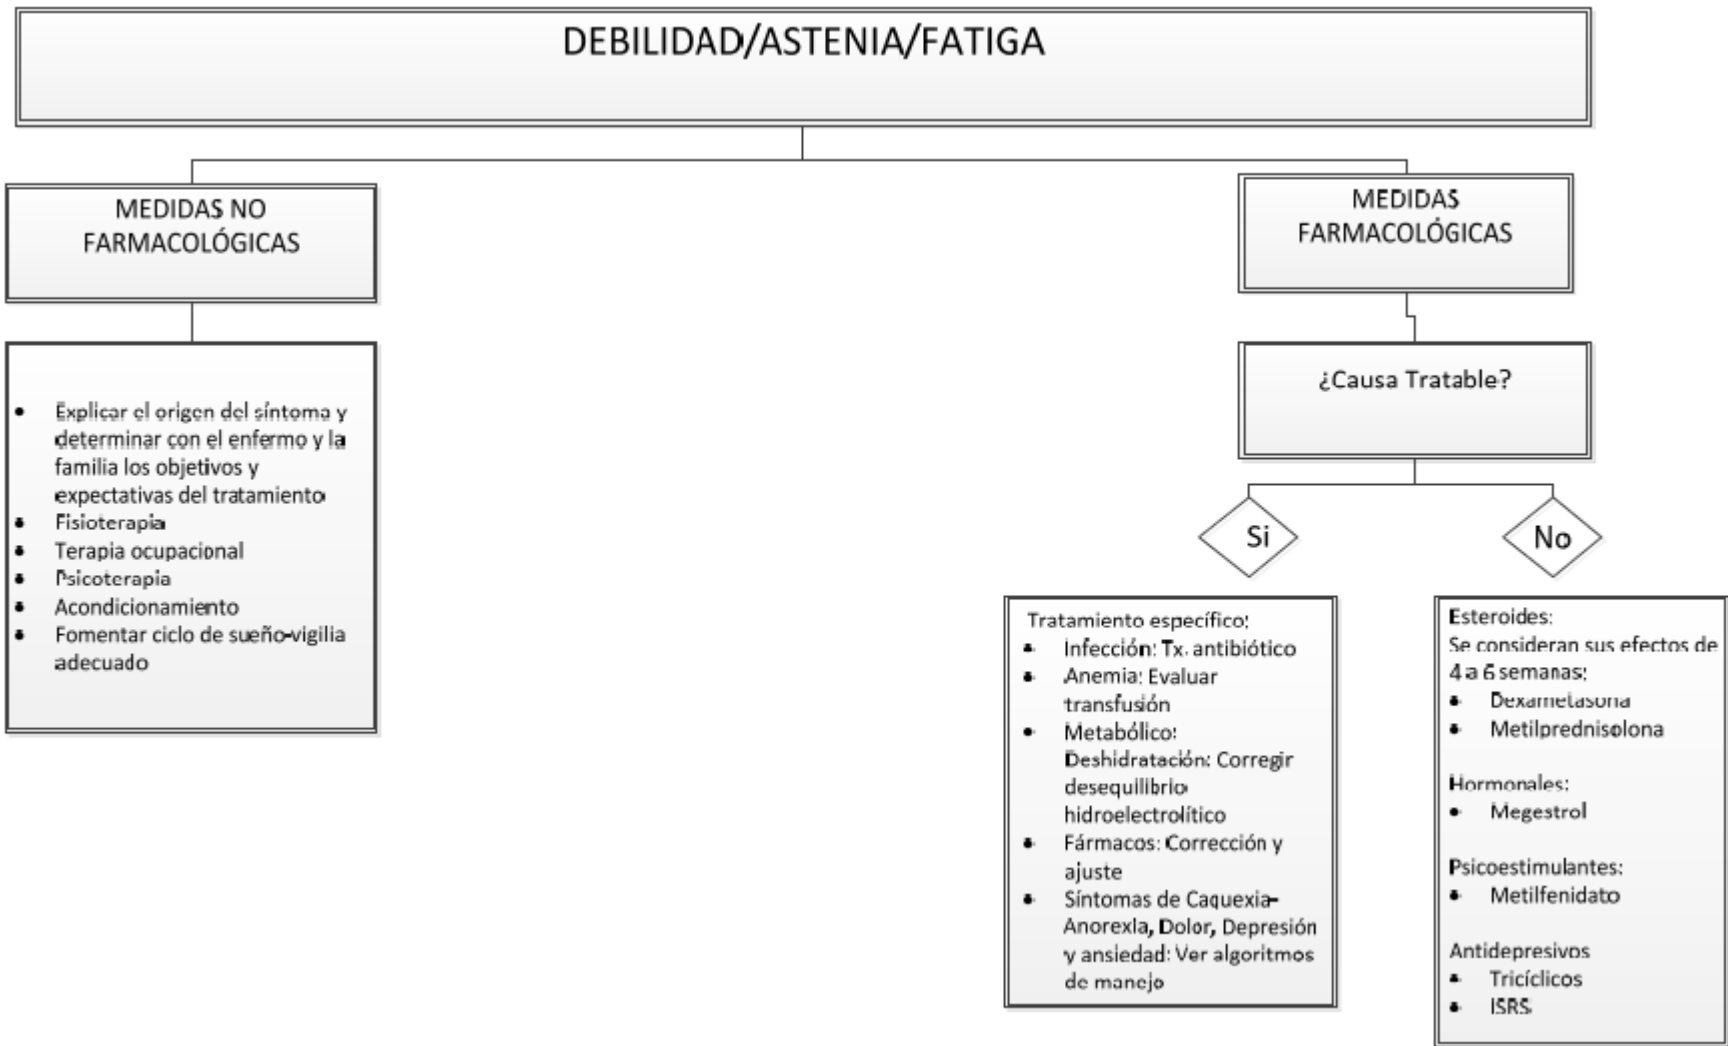 DEBILIDAD/ASTENIA/FATIGA
MEDIDAS NO
FARMACOLÓGICAS
• Explicar el origen del síntoma y
determinar con el enfermo y la
familia los objetivos y
expectativas del tratamiento
• Fisioterapia
• Terapia ocupacional
• Psicoterapia
• Acondicionamiento
• Fomentar ciclo de sueño-vigilia
adecuado
MEDIDAS
FARMACOLÓGICAS
¿Causa Tratable?
Si
No
Tratamiento específico:
• Infección: Tx. antibiótico
• Anemia: Evaluar
transfusión
• Metabólico:
Deshidratación: Corregir
desequilibrio
hidroelectrolítico
• Fármacos: Corrección y
ajuste
• Síntomas de Caquexia-
Anorexia, Dolor, Depresión
y ansiedad: Ver algoritmos
de manejo
Esteroides:
Se consideran sus efectos de
4 a 6 semanas:
• Dexametasona
• Metilprednisolona
Hormonales:
• Megestrol
Psicoestimulantes:
• Metilfenidato
Antidepresivos
• Tricíclicos
• ISRS